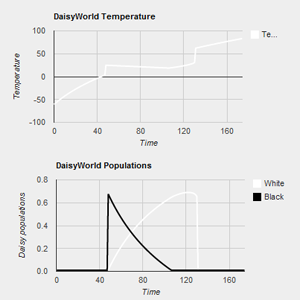 DaisyWorld Temperature
100
50
0
-50
-100
Temperature
0 40 80 120 160
Time
Te...
DaisyWorld Populations
0.8
0.6
0.4
0.2
0.0
Daisy populations
0 40 80 120 160
Time
White
Black